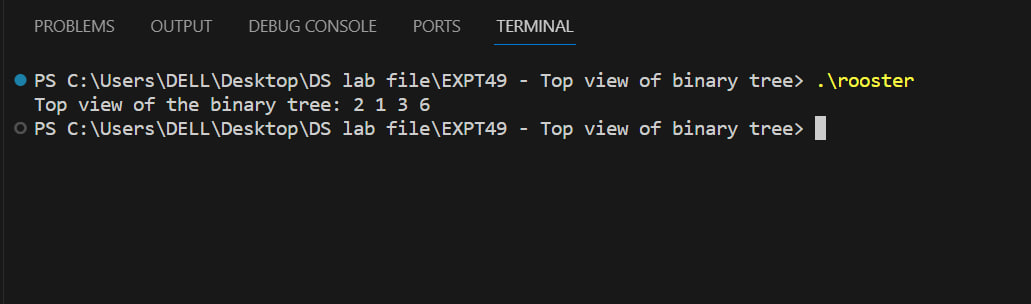 PROBLEMS OUTPUT DEBUG CONSOLE PORTS TERMINAL
PS C:\Users\DELL\Desktop\DS lab file\EXPT49 - Top view of binary tree> .\rooster
Top view of the binary tree: 2 1 3 6
PS C:\Users\DELL\Desktop\DS lab file\EXPT49 - Top view of binary tree>